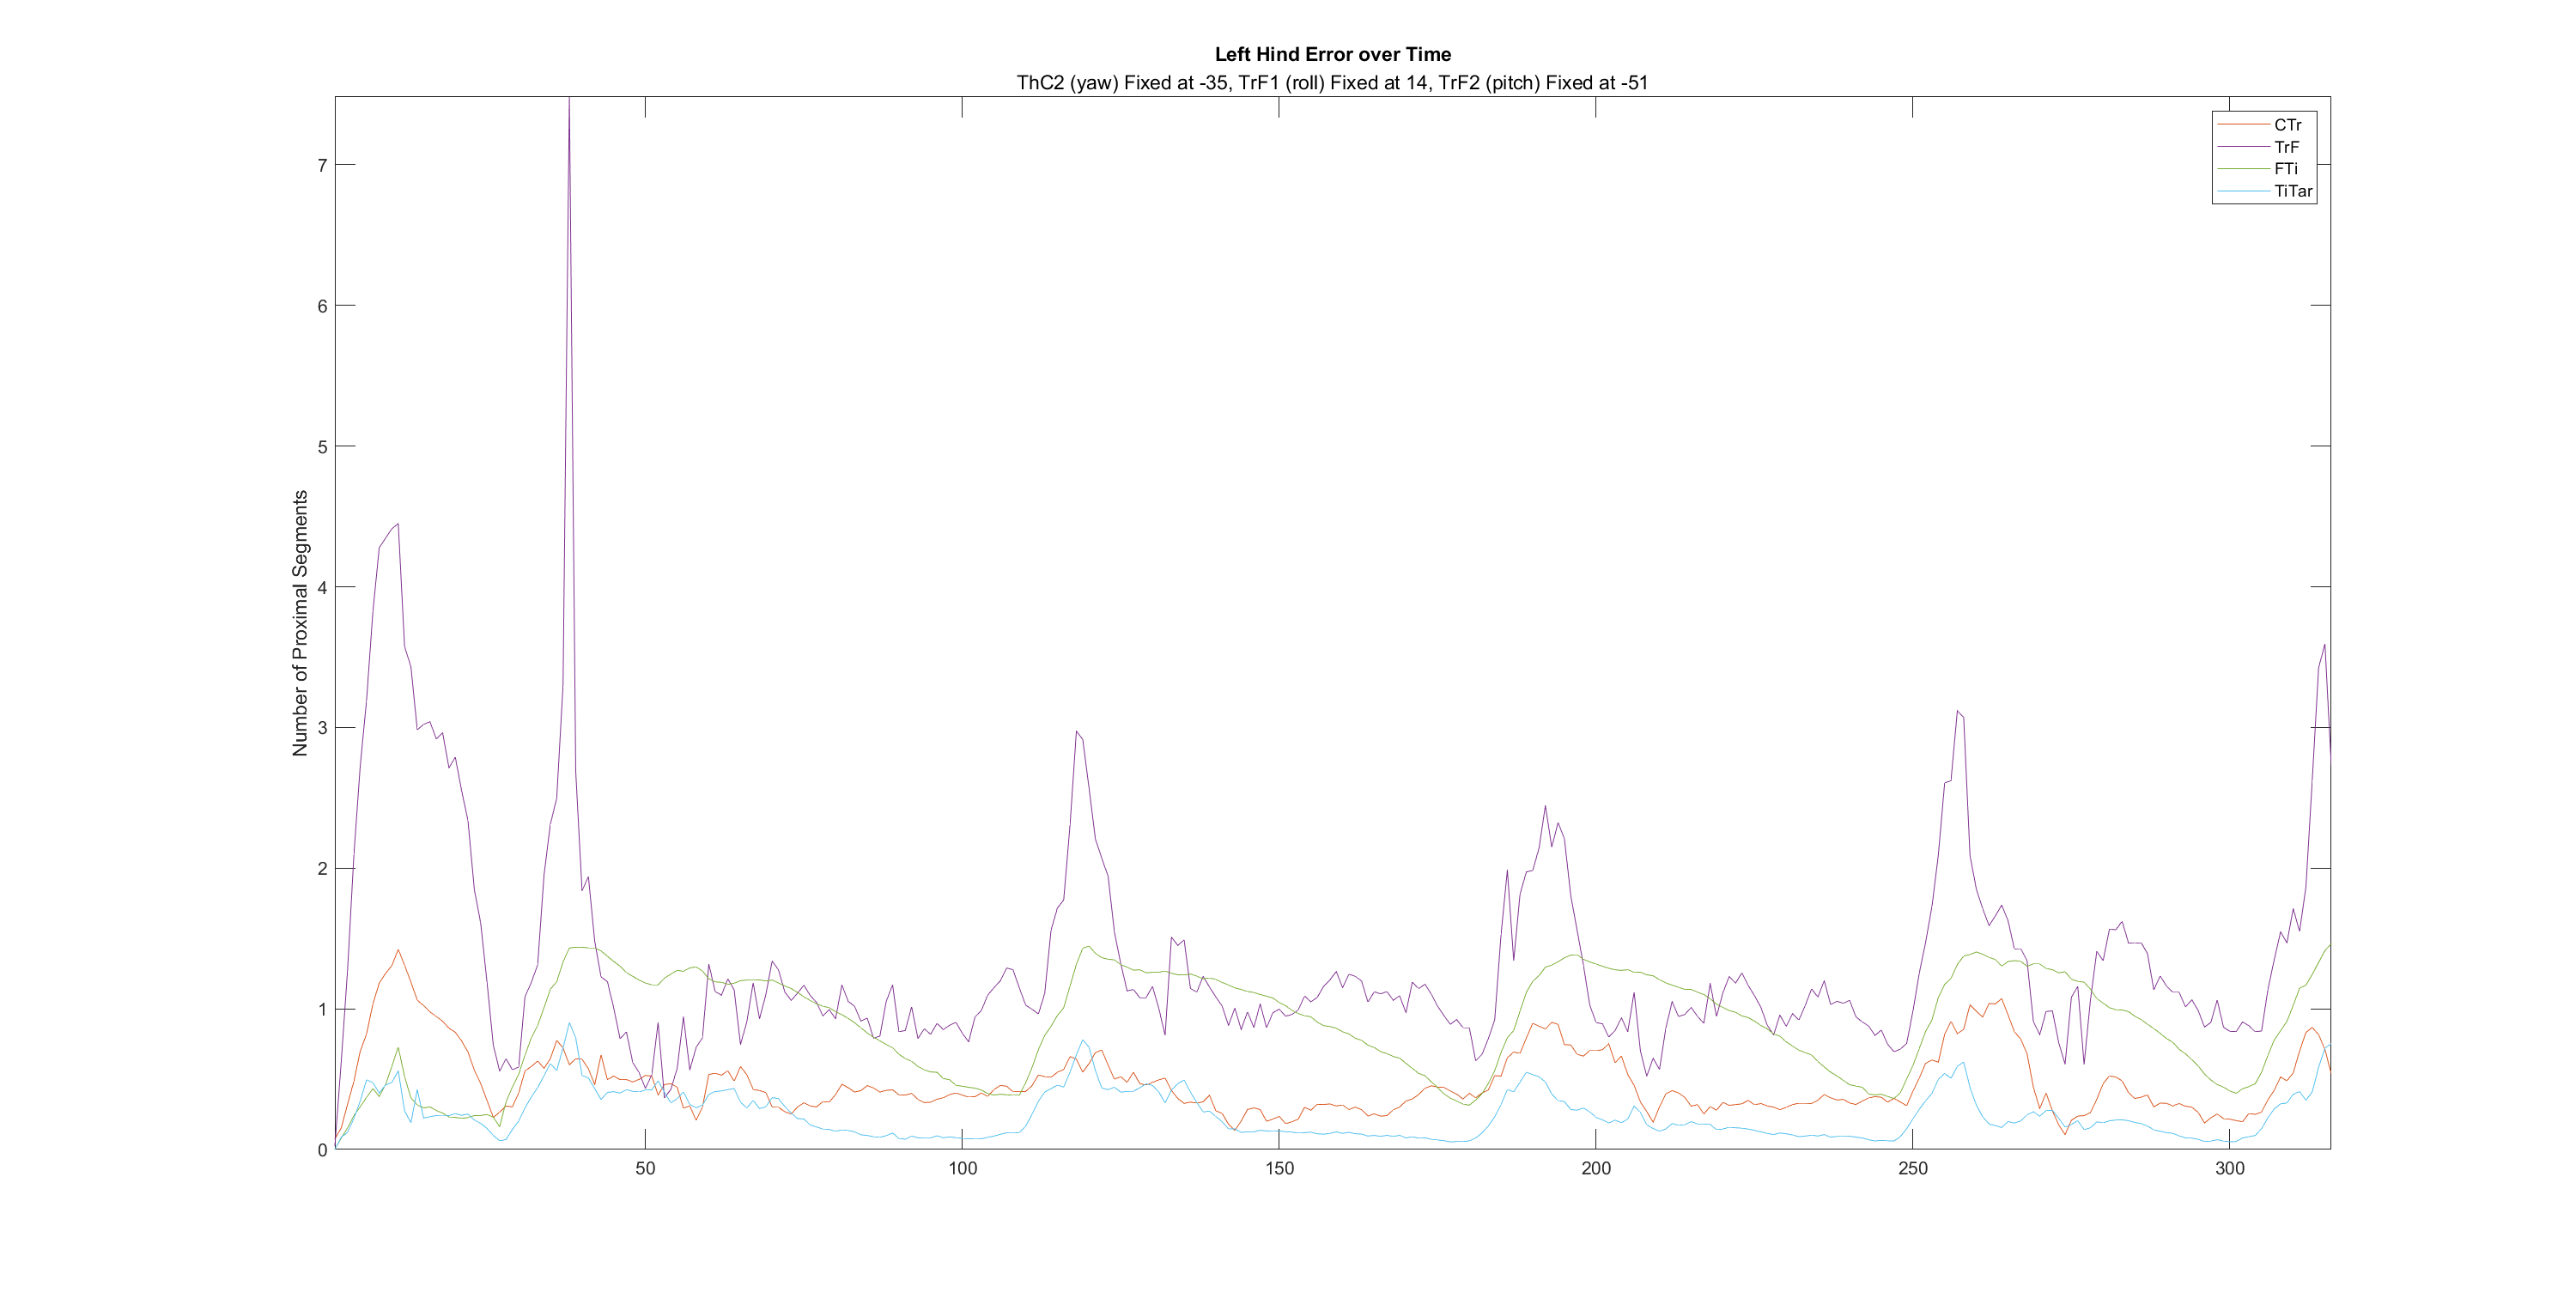 Left Hind Error over Time
ThC2 (yaw) Fixed at -35, TrF1 (roll) Fixed at 14, TrF2 (pitch) Fixed at -51
CTr
TrF
FTi
TiTar
Number of Proximal Segments
7
6
5
4
3
2
1
0
50 100 150 200 250 300